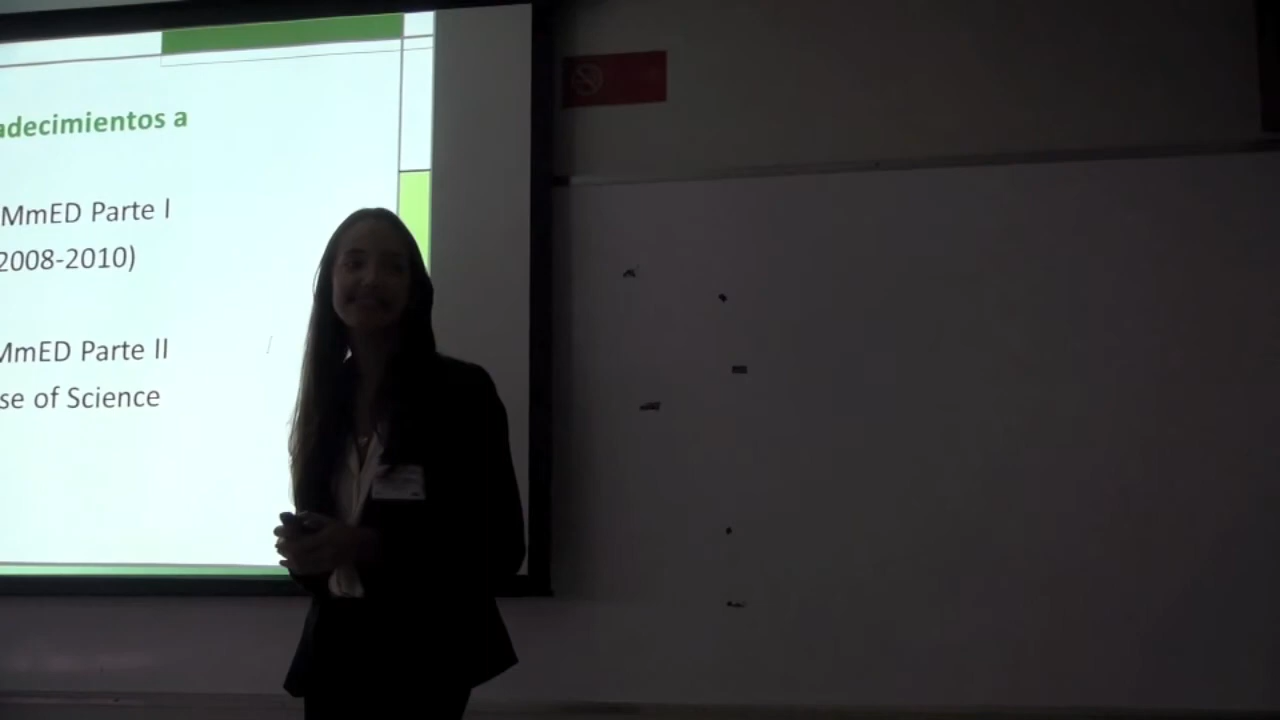 adecimientos a
MmED Parte I
2008-2010)
MmED Parte II
se of Science